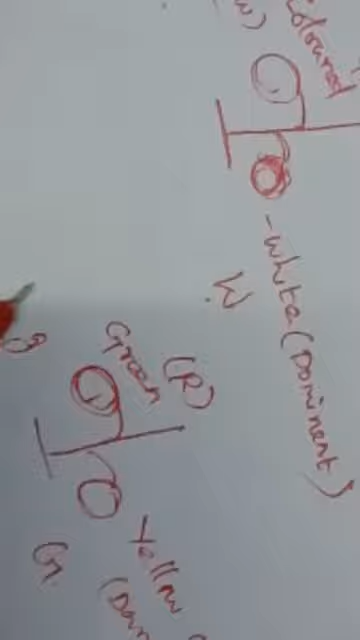 w)
Coloured
- White (Dominent)
W
Green
(R)
g
Yellow
G